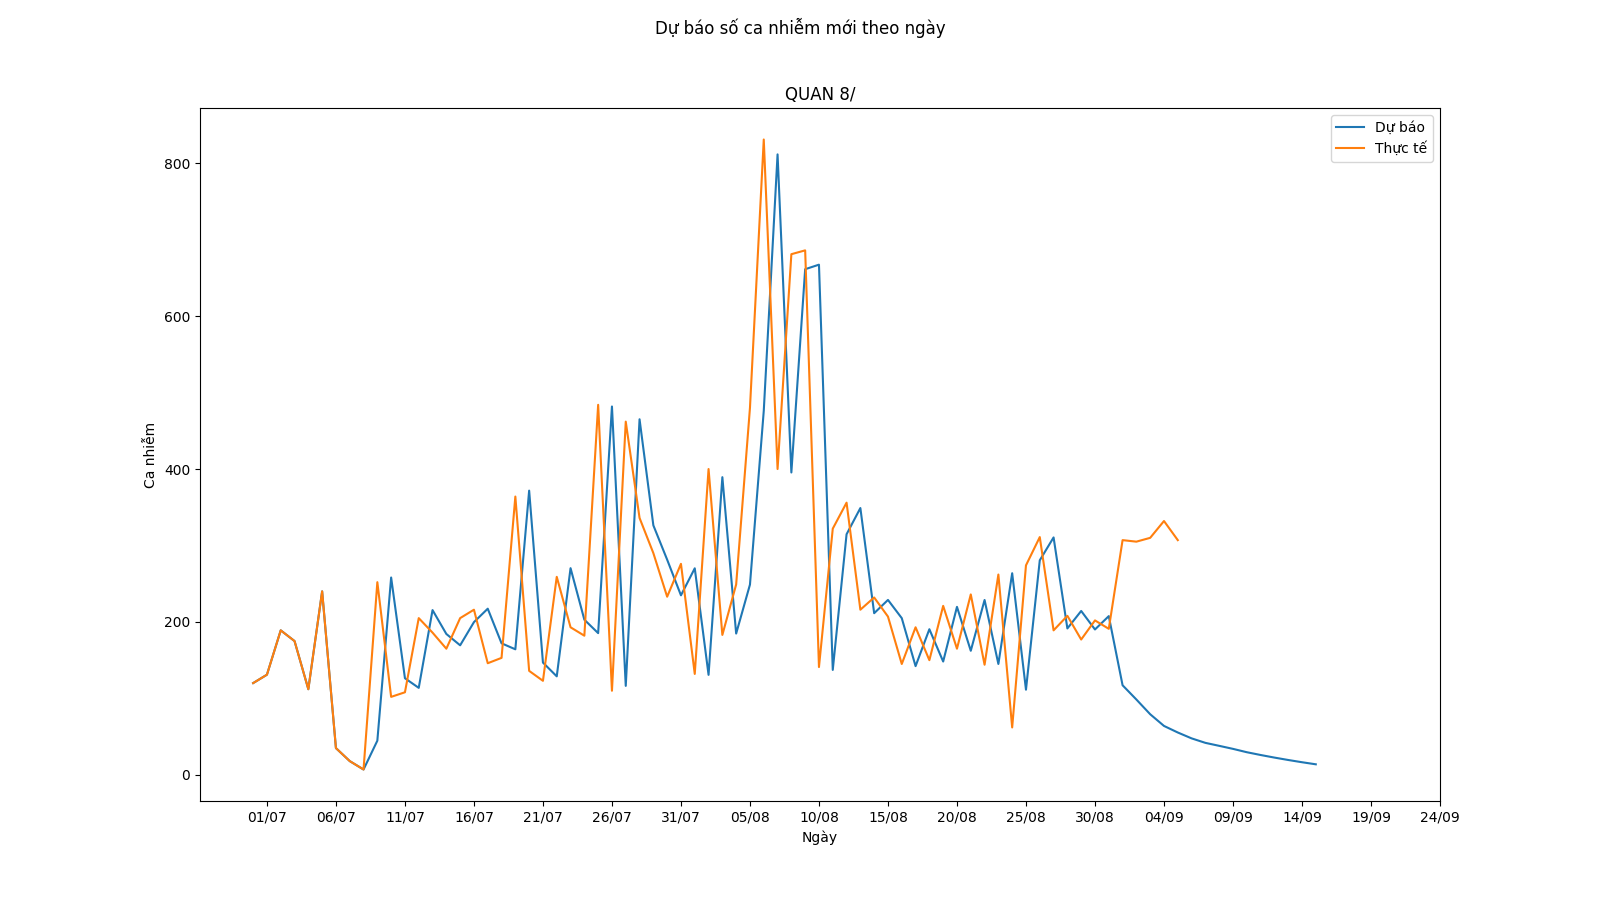 Dự báo số ca nhiễm mới theo ngày
QUAN 8/
Dự báo
Thực tế
800
600
400
200
0
Ca nhiễm
01/07 06/07 11/07 16/07 21/07 26/07 31/07 05/08 10/08 15/08 20/08 25/08 30/08 04/09 09/09 14/09 19/09 24/09
Ngày